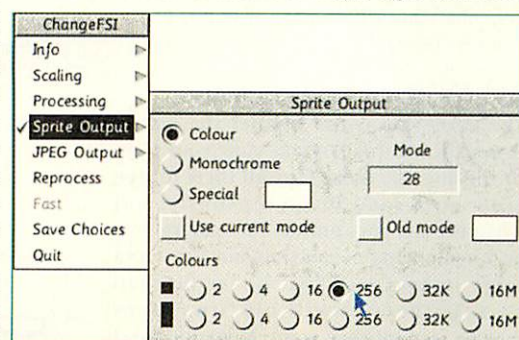 ChangeFSI
Info
Scaling
Processing
Sprite Output
JPEG Output
Reprocess
Fast
Save Choices
Quit
Sprite Output
Colour
Monochrome
Special
Mode
28
Use current mode
Old mode
Colours
2 4 16 256 32K 16M
2 4 16 256 32K 16M